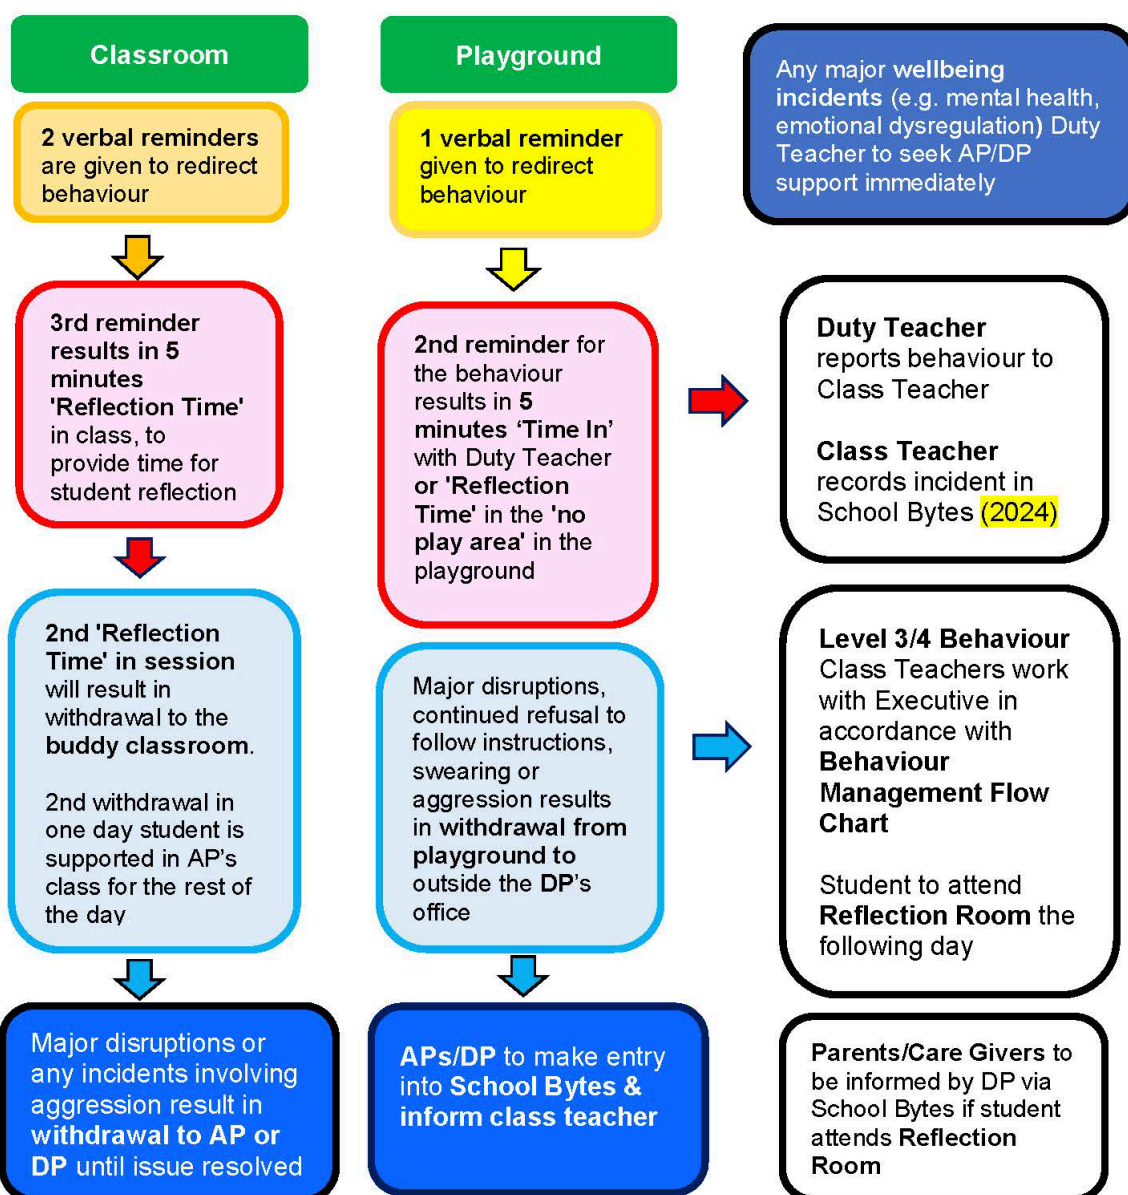 Classroom
2 verbal reminders
are given to redirect
behaviour
3rd reminder
results in 5
minutes
'Reflection Time'
in class, to
provide time for
student reflection
2nd 'Reflection
Time' in session
will result in
withdrawal to the
buddy classroom.
2nd withdrawal in
one day student is
supported in AP's
class for the rest of
the day
Major disruptions or
any incidents involving
aggression result in
withdrawal to AP or
DP until issue resolved
Playground
1 verbal reminder
given to redirect
behaviour
2nd reminder for
the behaviour
results in 5
minutes ‘Time In’
with Duty Teacher
or 'Reflection
Time' in the 'no
play area' in the
playground
Major disruptions,
continued refusal to
follow instructions,
swearing or
aggression results
in withdrawal from
playground to
outside the DP's
office
APs/DP to make entry
into School Bytes &
inform class teacher
Any major wellbeing
incidents (e.g. mental health,
emotional dysregulation) Duty
Teacher to seek AP/DP
support immediately
Duty Teacher
reports behaviour to
Class Teacher
Class Teacher
records incident in
School Bytes (2024)
Level 3/4 Behaviour
Class Teachers work
with Executive in
accordance with
Behaviour
Management Flow
Chart
Student to attend
Reflection Room the
following day
Parents/Care Givers to
be informed by DP via
School Bytes if student
attends Reflection
Room